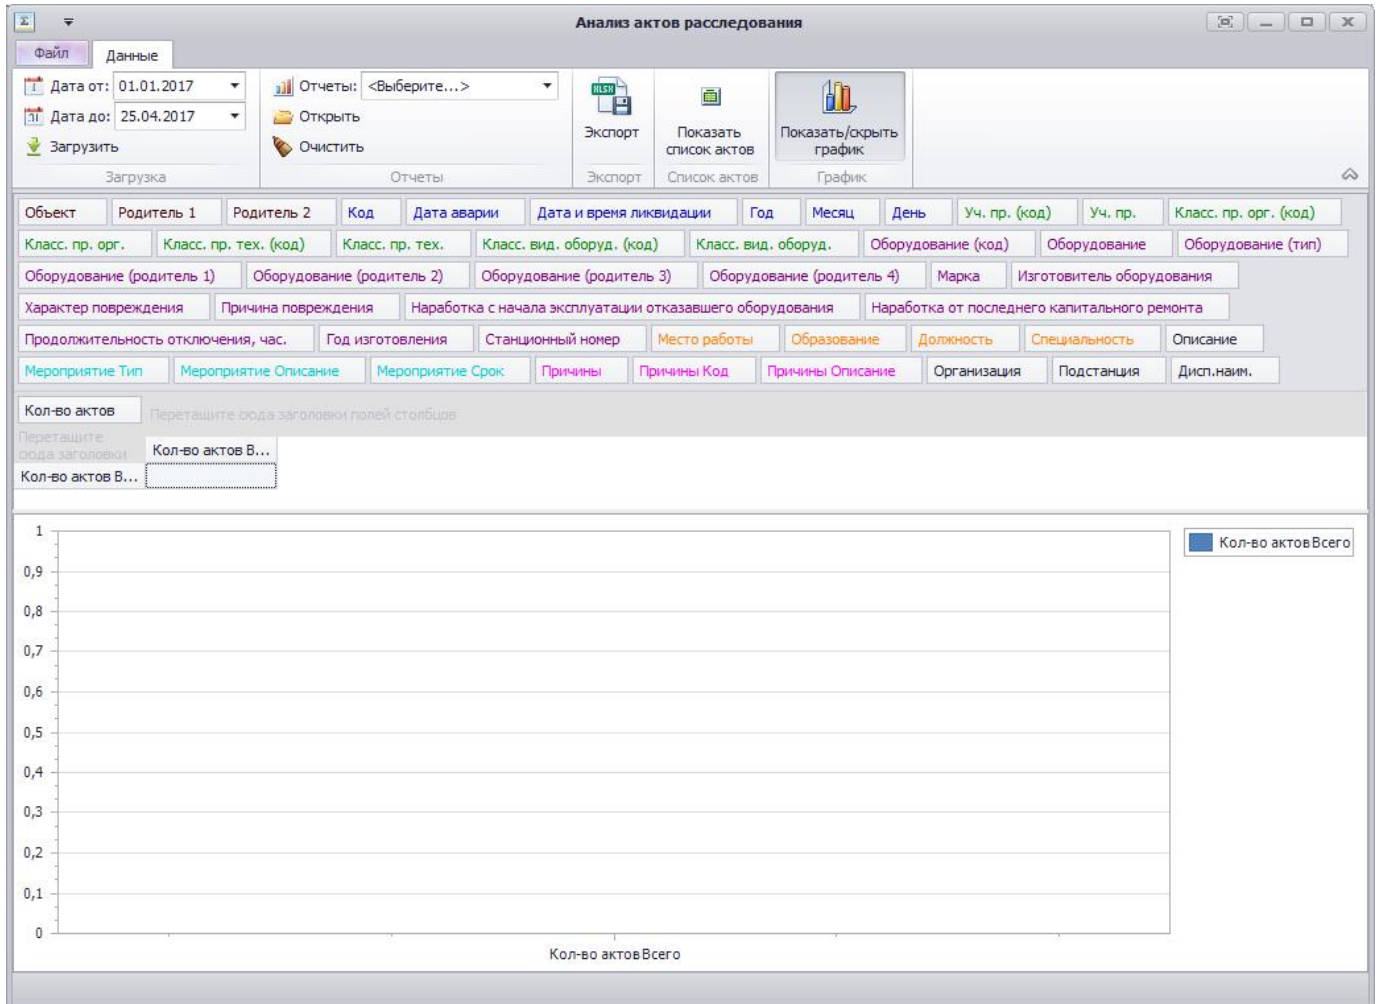 Анализ актов расследования
Файл Данные
Дата от: 01.01.2017 Отчеты: <Выберите...>
Дата до: 25.04.2017 Открыть
Загрузить Очистить
XLSX
Экспорт Показать список актов Показать/скрыть график
Загрузка Отчеты Экспорт Список актов График
Объект Родитель 1 Родитель 2 Код Дата аварии Дата и время ликвидации Год Месяц День Уч. пр. (код) Уч. пр. Класс. пр. орг. (код)
Класс. пр. орг. Класс. пр. тех. (код) Класс. пр. тех. Класс. вид. оборуд. (код) Класс. вид. оборуд. Оборудование (код) Оборудование Оборудование (тип)
Оборудование (родитель 1) Оборудование (родитель 2) Оборудование (родитель 3) Оборудование (родитель 4) Марка Изготовитель оборудования
Характер повреждения Причина повреждения Наработка с начала эксплуатации отказавшего оборудования Наработка от последнего капитального ремонта
Продолжительность отключения, час. Год изготовления Станционный номер Место работы Образование Должность Специальность Описание
Мероприятие Тип Мероприятие Описание Мероприятие Срок Причины Причины Код Причины Описание Организация Подстанция Дисп.наим.
Кол-во актов Перетащите сюда заголовки полей столбцов
Перетащите
сюда заголовки Кол-во актов В...
Кол-во актов В...
1
0,9
0,8
0,7
0,6
0,5
0,4
0,3
0,2
0,1
0
Кол-во актовВсего
Кол-во актовВсего